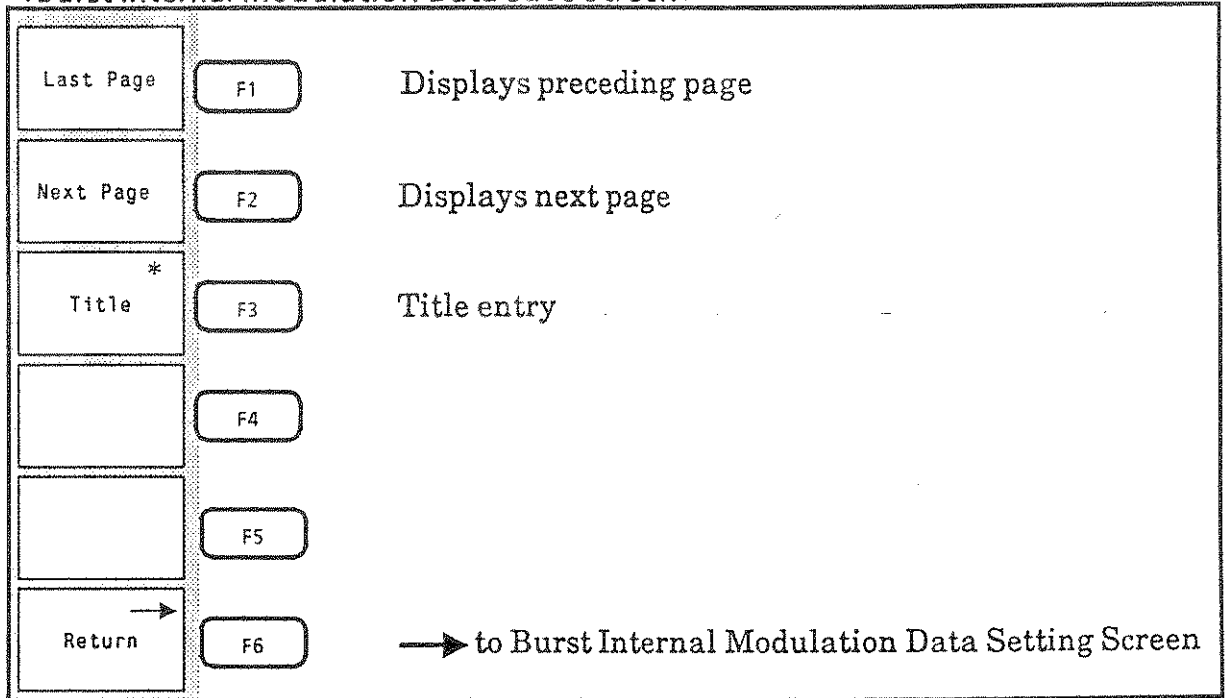 Last Page F1 Displays preceding page
Next Page F2 Displays next page
*
Title F3 Title entry
F4
F5
→
Return F6 → to Burst Internal Modulation Data Setting Screen